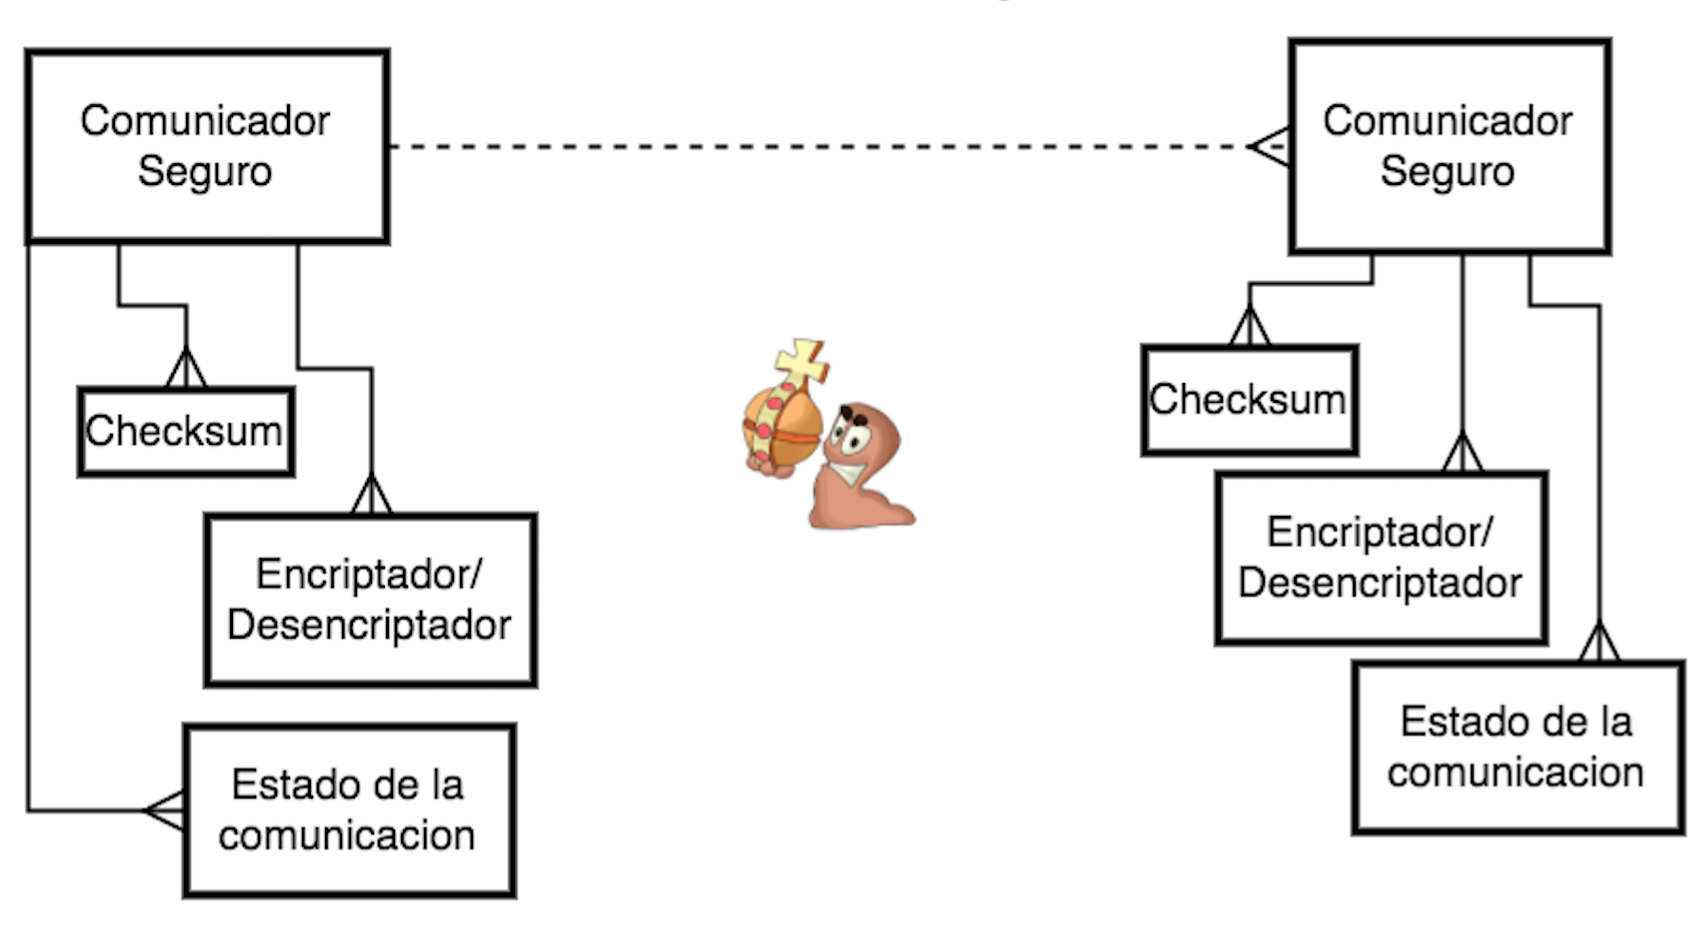 Comunicador
Seguro
Checksum
Encriptador/
Desencriptador
Estado de la
comunicacion
Comunicador
Seguro
Checksum
Encriptador/
Desencriptador
Estado de la
comunicacion